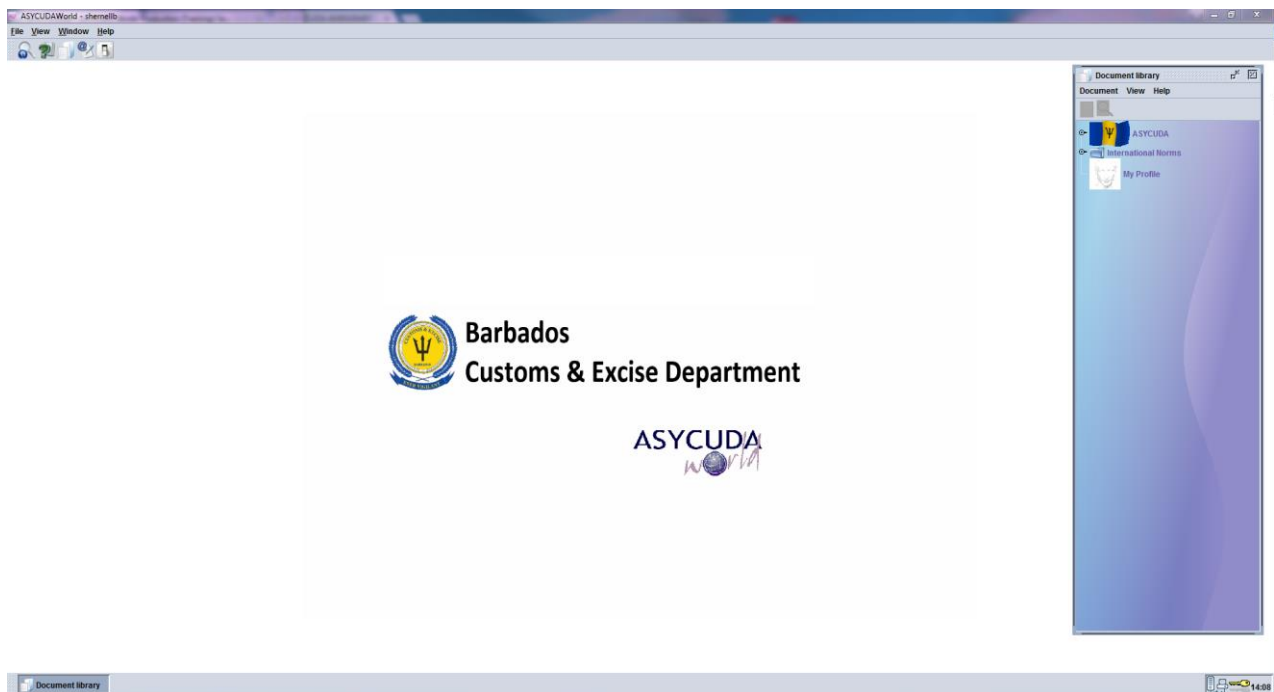 ASYCUDAWorld - shernellb
File View Window Help
Document library
Document View Help
ASYCUDA
International Norms
My Profile
Barbados
Customs & Excise Department
ASYCUDA
world
Document library
14:08